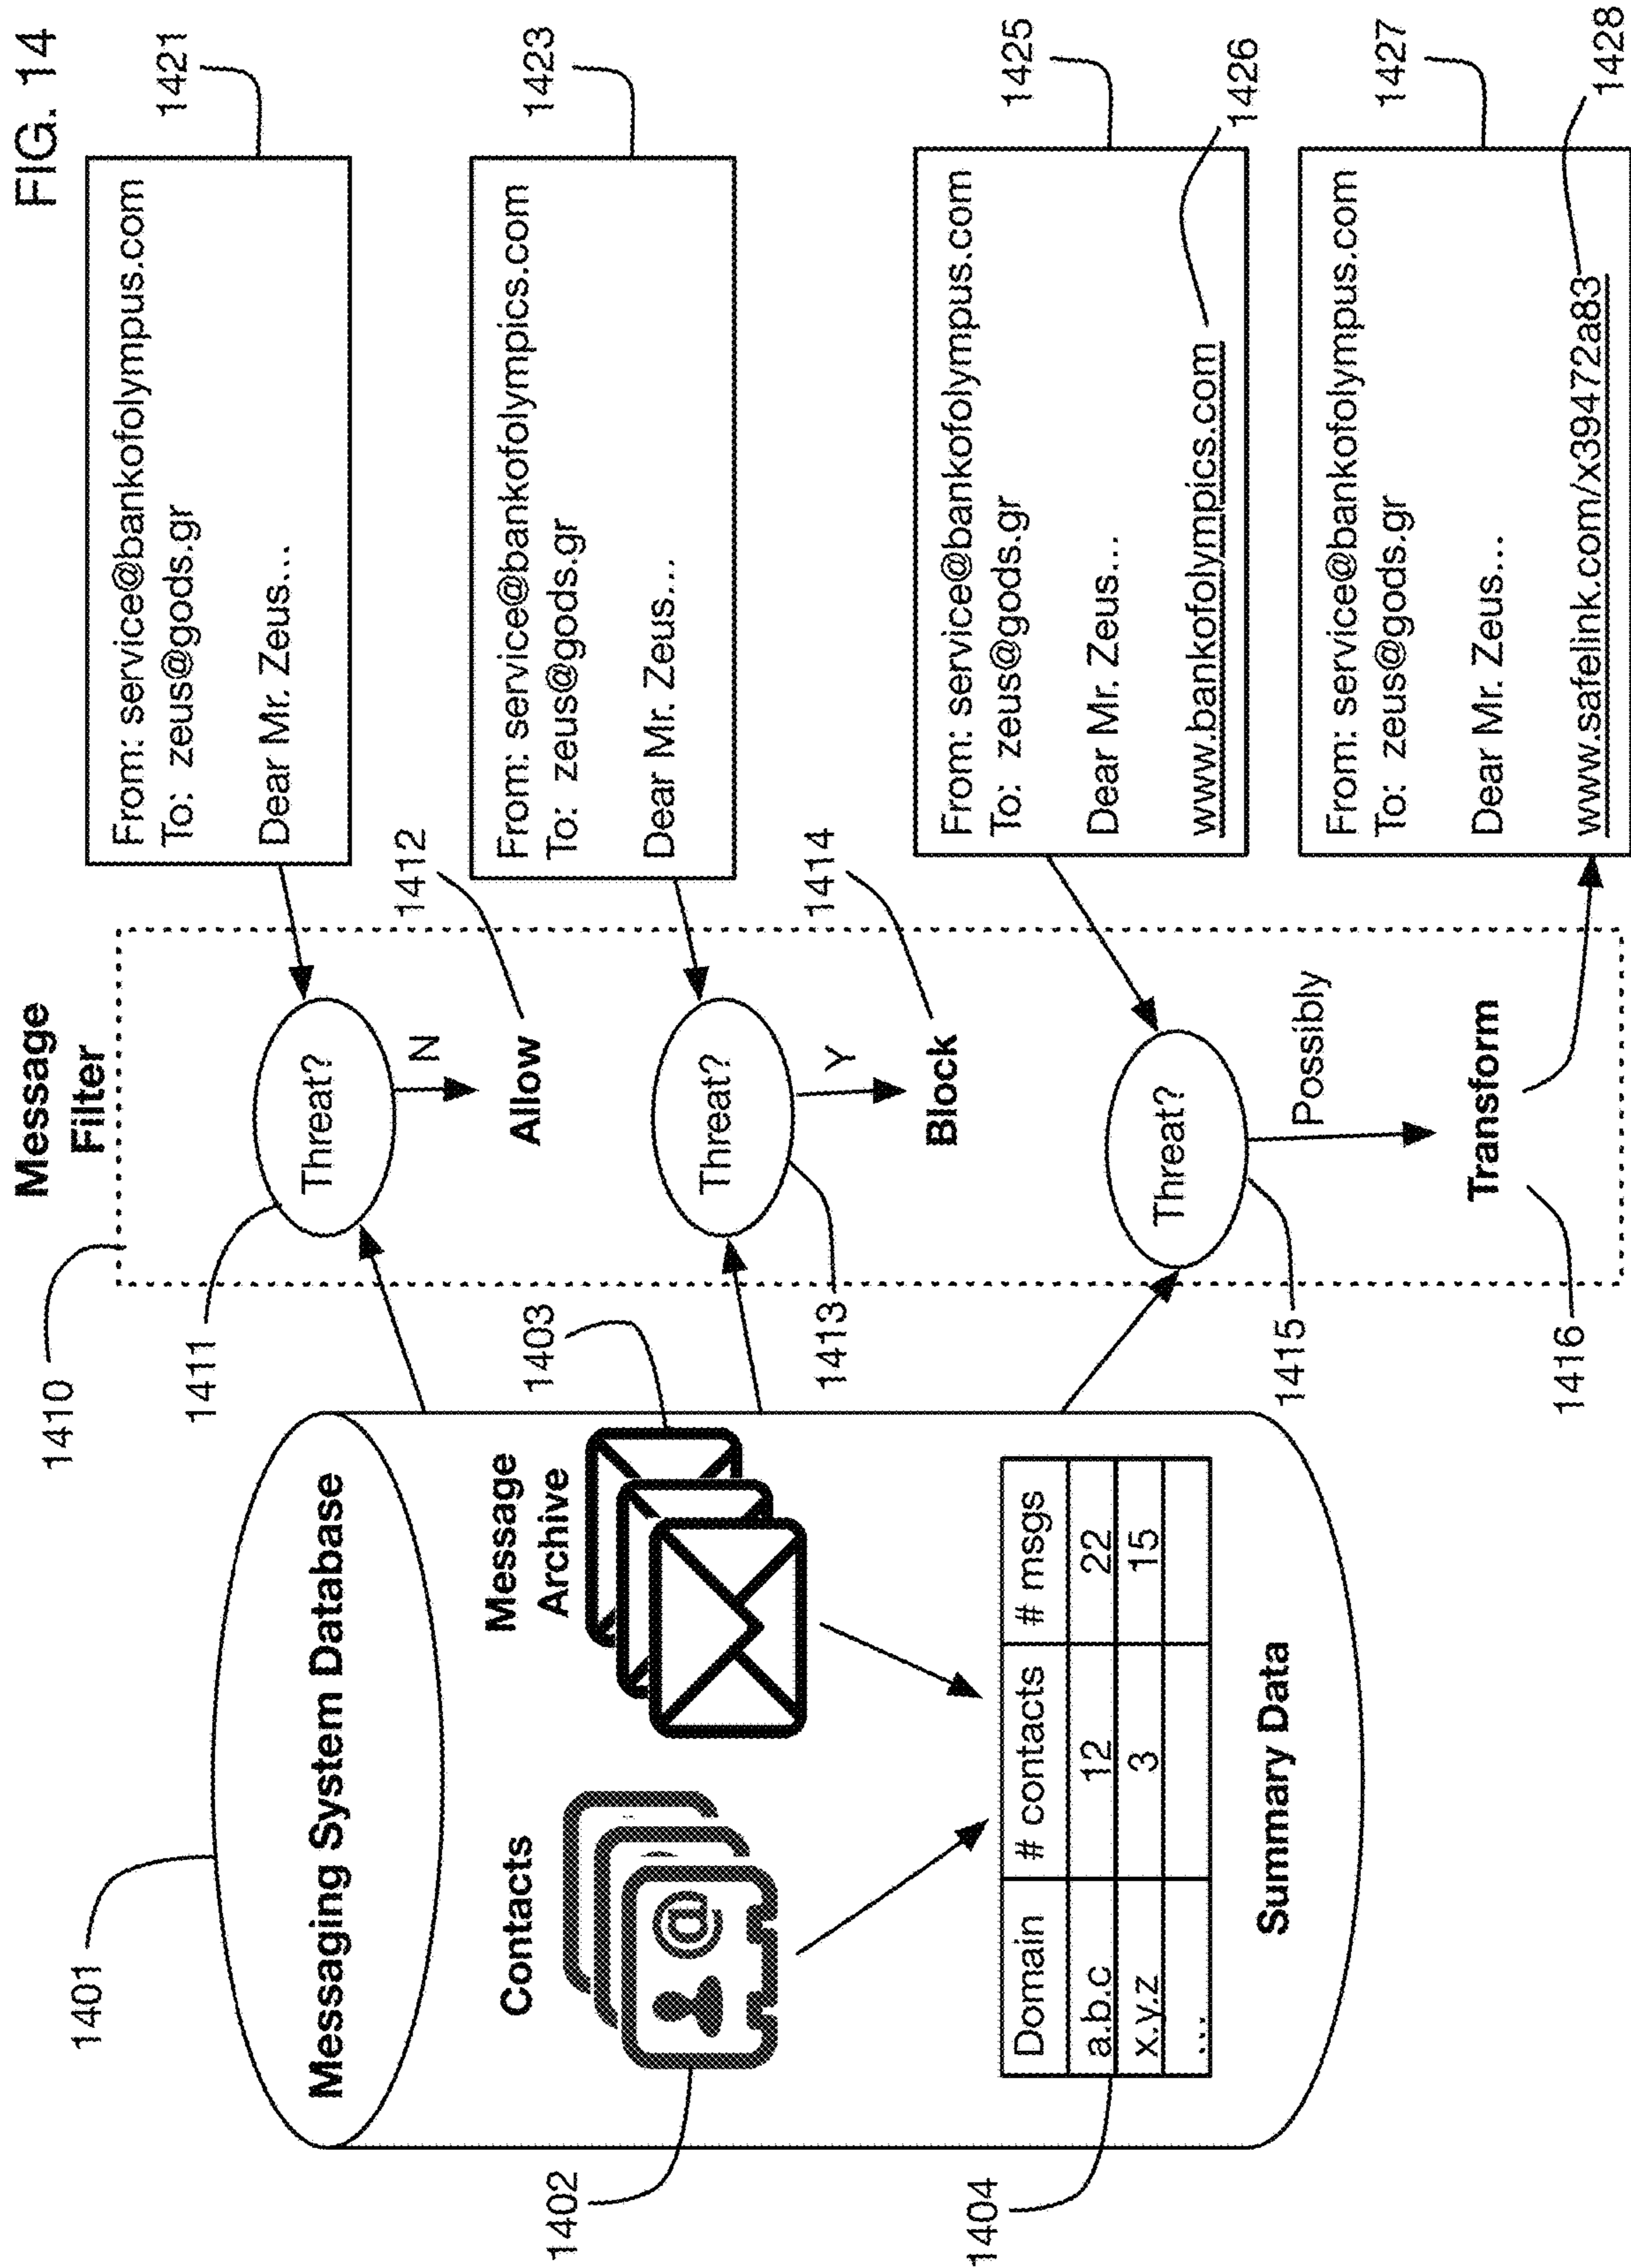 FIG. 14
1401
Messaging System Database
Contacts
1402
Message
Archive
1403
Domain # contacts # msgs
a.b.c 12 22
x.y.z 3 15
...
1404
Summary Data
Message
Filter
1410
1411
Threat?
N
1412
Allow
1413
Threat?
Y
1414
Block
1415
Threat?
Possibly
1416
Transform
1421
From: service@bankofolympus.com
To: zeus@gods.gr
Dear Mr. Zeus...
1423
From: service@bankofolympics.com
To: zeus@gods.gr
Dear Mr. Zeus...
1425
From: service@bankofolympus.com
To: zeus@gods.gr
Dear Mr. Zeus...
www.bankofolympics.com
1426
1427
From: service@bankofolympus.com
To: zeus@gods.gr
Dear Mr. Zeus...
www.safelink.com/x39472a83
1428